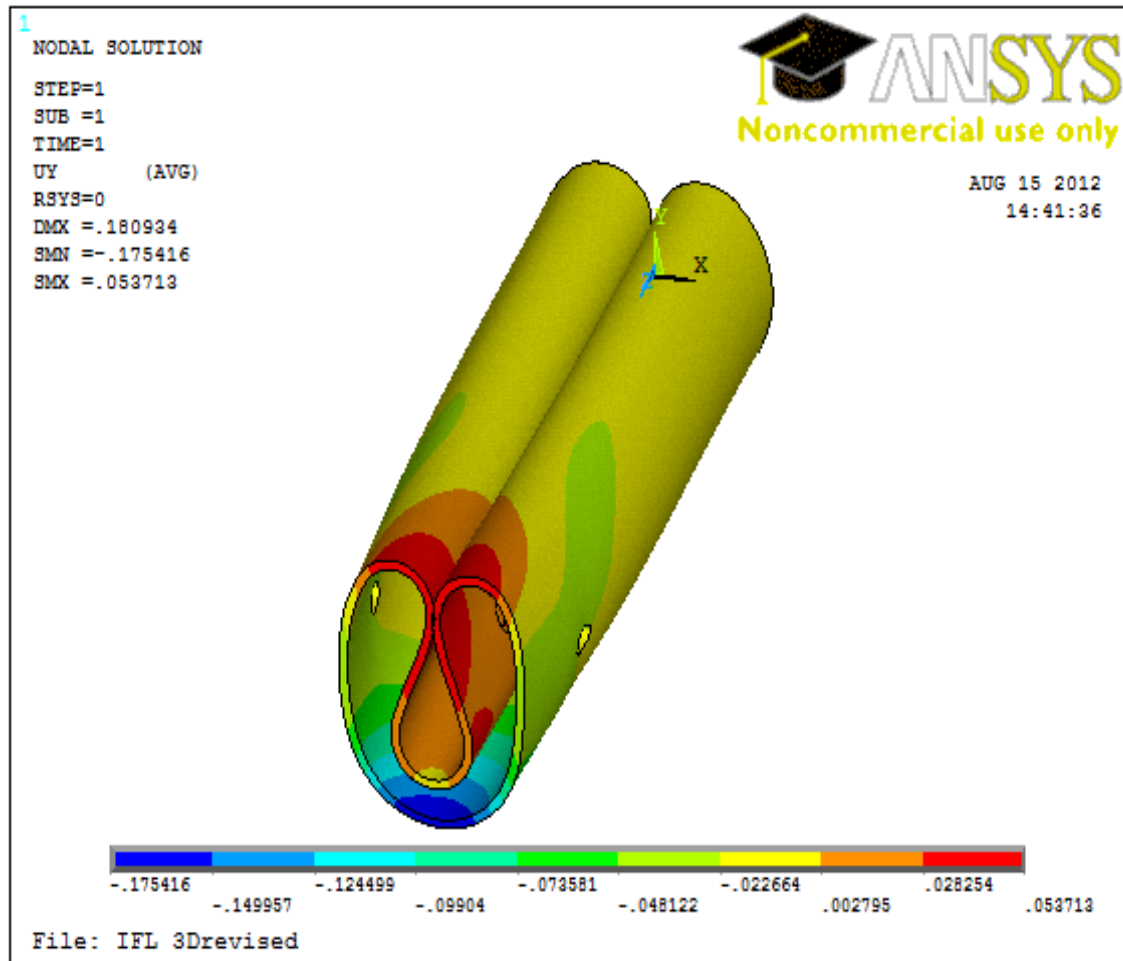 1
NODAL SOLUTION
STEP=1
SUB =1
TIME=1
UY (AVG)
RSYS=0
DMX =.180934
SMN =-.175416
SMX =.053713
ANSYS
Noncommercial use only
AUG 15 2012
14:41:36
Y
X
Z
-.175416 -.124499 -.073581 -.022664 .028254
-.149957 -.09904 -.048122 .002795 .053713
File: IFL 3Drevised